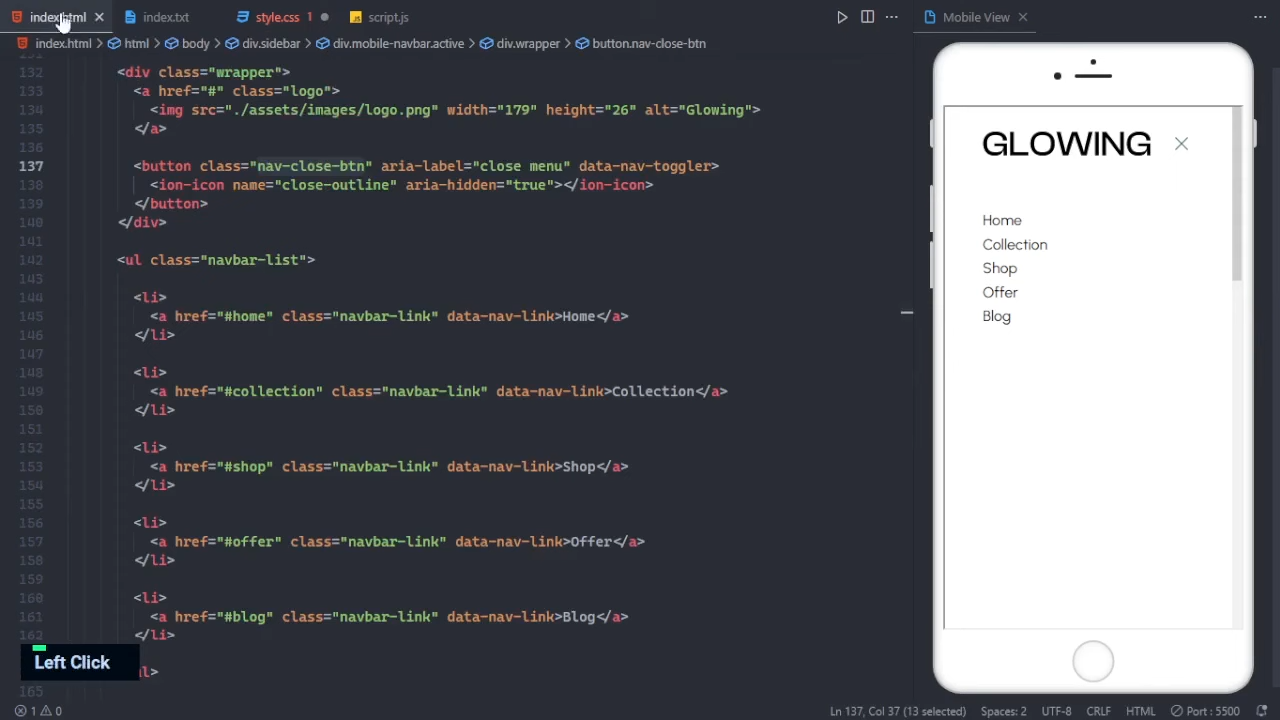 index.html
index.txt
style.css 1
script.js
Mobile View
index.html > html > body > div.sidebar > div.mobile-navbar.active > div.wrapper > button.nav-close-btn
132 <div class="wrapper">
133 <a href="#" class="logo">
134 <img src="./assets/images/logo.png" width="179" height="26" alt="Glowing">
135 </a>
136
137 <button class="nav-close-btn" aria-label="close menu" data-nav-toggler>
138 <ion-icon name="close-outline" aria-hidden="true"></ion-icon>
139 </button>
140 </div>
141
142 <ul class="navbar-list">
143
144 <li>
145 <a href="#home" class="navbar-link" data-nav-link>Home</a>
146 </li>
147
148 <li>
149 <a href="#collection" class="navbar-link" data-nav-link>Collection</a>
150 </li>
151
152 <li>
153 <a href="#shop" class="navbar-link" data-nav-link>Shop</a>
154 </li>
155
156 <li>
157 <a href="#offer" class="navbar-link" data-nav-link>Offer</a>
158 </li>
159
160 <li>
161 <a href="#blog" class="navbar-link" data-nav-link>Blog</a>
162 </li>
l>
165
Left Click
GLOWING
Home
Collection
Shop
Offer
Blog
1 0
Ln 137, Col 37 (13 selected)
Spaces: 2
UTF-8
CRLF
HTML
Port : 5500